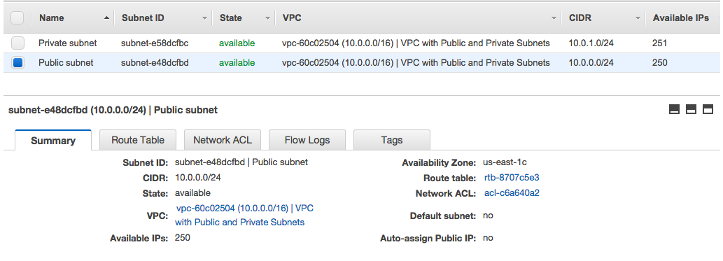 Name Subnet ID State VPC CIDR Available IPs
Private subnet subnet-e58dcfbc available vpc-60c02504 (10.0.0.0/16) | VPC with Public and Private Subnets 10.0.1.0/24 251
Public subnet subnet-e48dcfbd available vpc-60c02504 (10.0.0.0/16) | VPC with Public and Private Subnets 10.0.0.0/24 250
subnet-e48dcfbd (10.0.0.0/24) | Public subnet
Summary Route Table Network ACL Flow Logs Tags
Subnet ID: subnet-e48dcfbd | Public subnet Availability Zone: us-east-1c
CIDR: 10.0.0.0/24 Route table: rtb-8707c5e3
State: available Network ACL: acl-c6a640a2
VPC: vpc-60c02504 (10.0.0.0/16) | VPC Default subnet: no
with Public and Private Subnets
Available IPs: 250 Auto-assign Public IP: no